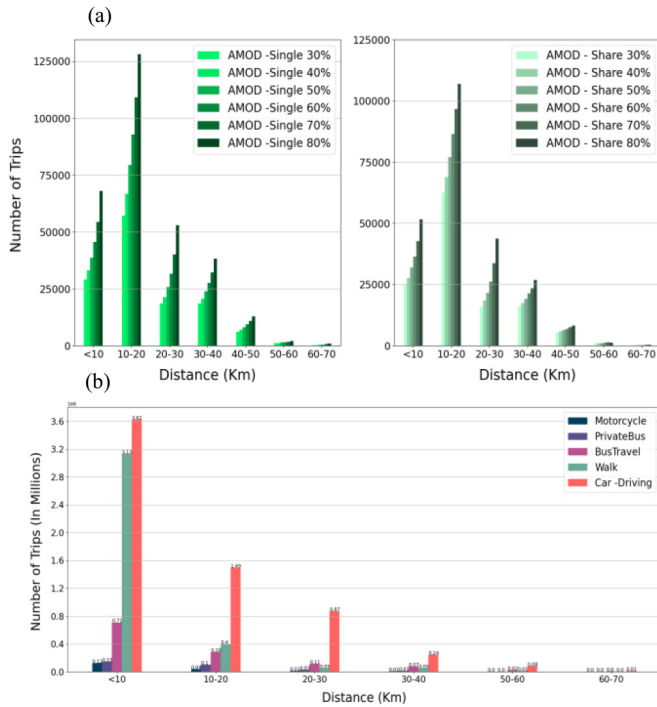 (a)
125000
100000
75000
50000
25000
0
Number of Trips
AMOD -Single 30%
AMOD -Single 40%
AMOD -Single 50%
AMOD -Single 60%
AMOD -Single 70%
AMOD -Single 80%
<10 10-20 20-30 30-40 40-50 50-60 60-70
Distance (Km)
125000
100000
75000
50000
25000
0
AMOD - Share 30%
AMOD - Share 40%
AMOD - Share 50%
AMOD - Share 60%
AMOD - Share 70%
AMOD - Share 80%
<10 10-20 20-30 30-40 40-50 50-60 60-70
Distance (Km)
(b)
1e6
3.6
3.2
2.8
2.4
2.0
1.6
1.2
0.8
0.4
0.0
Number of Trips (In Millions)
Motorcycle
PrivateBus
BusTravel
Walk
Car -Driving
3.62
1.49
0.4
0.1
0.87
0.11
0.24
0.08
0.01
<10 10-20 20-30 30-40 50-60 60-70
Distance (Km)